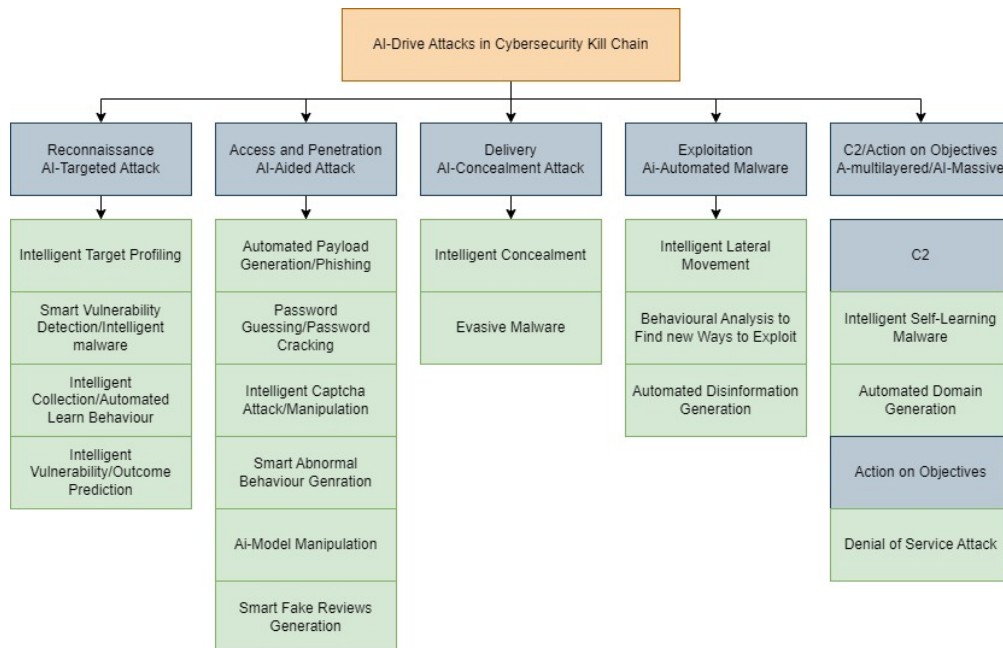 AI-Drive Attacks in Cybersecurity Kill Chain
Reconnaissance
AI-Targeted Attack
Access and Penetration
AI-Aided Attack
Delivery
AI-Concealment Attack
Exploitation
Ai-Automated Malware
C2/Action on Objectives
A-multilayered/AI-Massive
Intelligent Target Profiling
Smart Vulnerability
Detection/Intelligent
malware
Intelligent
Collection/Automated
Learn Behaviour
Intelligent
Vulnerability/Outcome
Prediction
Automated Payload
Generation/Phishing
Password
Guessing/Password
Cracking
Intelligent Captcha
Attack/Manipulation
Smart Abnormal
Behaviour Genration
Ai-Model Manipulation
Smart Fake Reviews
Generation
Intelligent Concealment
Evasive Malware
Intelligent Lateral
Movement
Behavioural Analysis to
Find new Ways to Exploit
Automated Disinformation
Generation
C2
Intelligent Self-Learning
Malware
Automated Domain
Generation
Action on Objectives
Denial of Service Attack